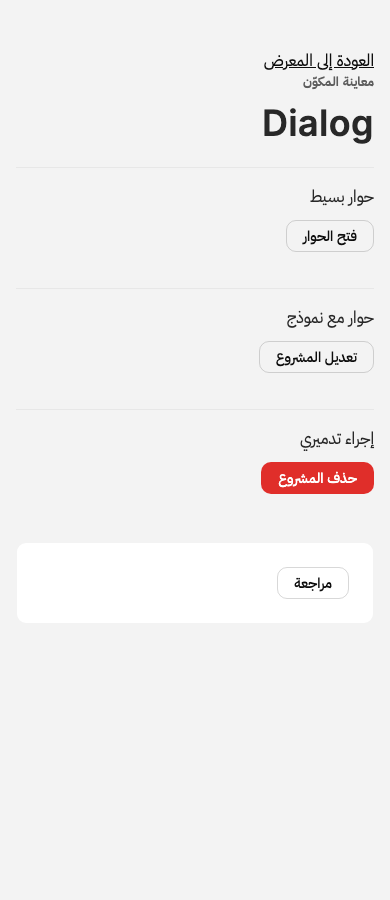 العودة إلى المعرض
معاينة المكوّن
Dialog
حوار بسيط
فتح الحوار
حوار مع نموذج
تعديل المشروع
إجراء تدميري
حذف المشروع
مراجعة